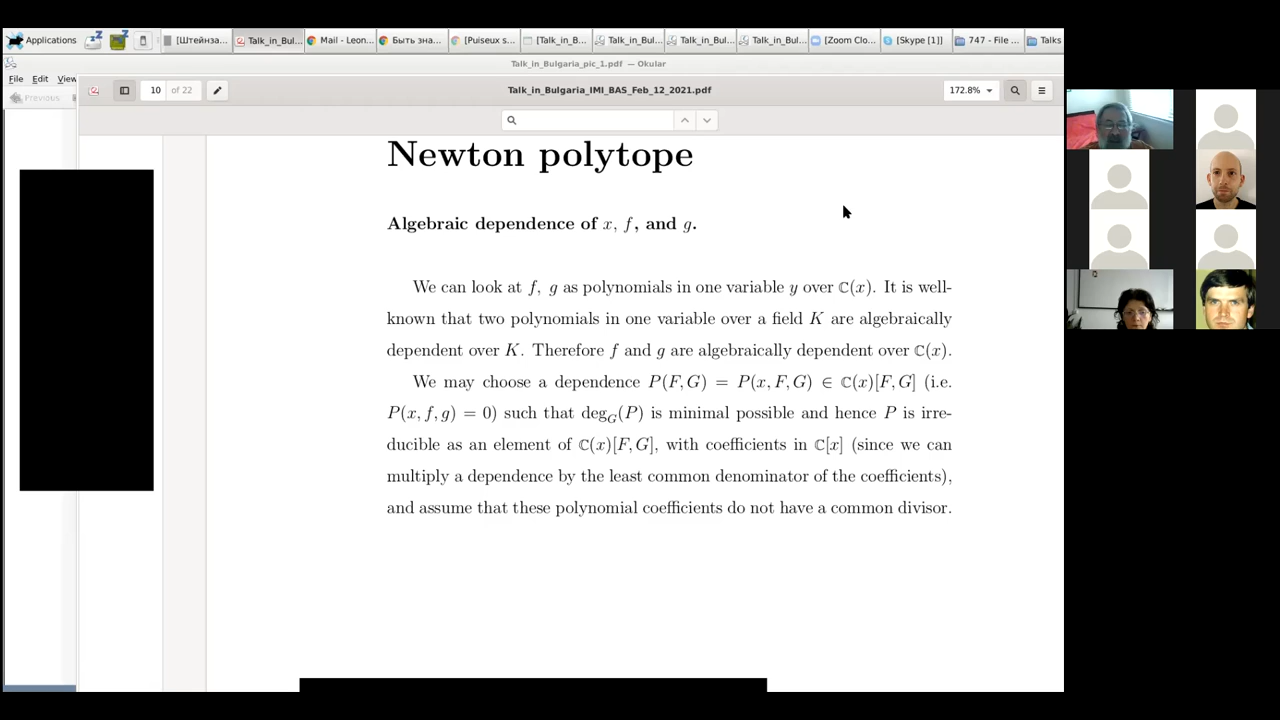 Applications
[Штейнза...
Talk_in_Bul...
Mail - Leon...
Быть зна...
[Puiseux s...
[Talk_in_B...
Talk_in_Bul...
Talk_in_Bul...
Talk_in_Bul...
[Zoom Clo...
[Skype [1]]
747 - File ...
Talks
Talk_in_Bulgaria_pic_1.pdf — Okular
File Edit View
Previous
10 of 22
Talk_in_Bulgaria_IMI_BAS_Feb_12_2021.pdf
172.8%
Newton polytope
Algebraic dependence of x, f, and g.
We can look at f, g as polynomials in one variable y over ℂ(x). It is well-
known that two polynomials in one variable over a field K are algebraically
dependent over K. Therefore f and g are algebraically dependent over ℂ(x).
We may choose a dependence P(F, G) = P(x, F, G) ∈ ℂ(x)[F, G] (i.e.
P(x, f, g) = 0) such that deg_G(P) is minimal possible and hence P is irre-
ducible as an element of ℂ(x)[F, G], with coefficients in ℂ[x] (since we can
multiply a dependence by the least common denominator of the coefficients),
and assume that these polynomial coefficients do not have a common divisor.